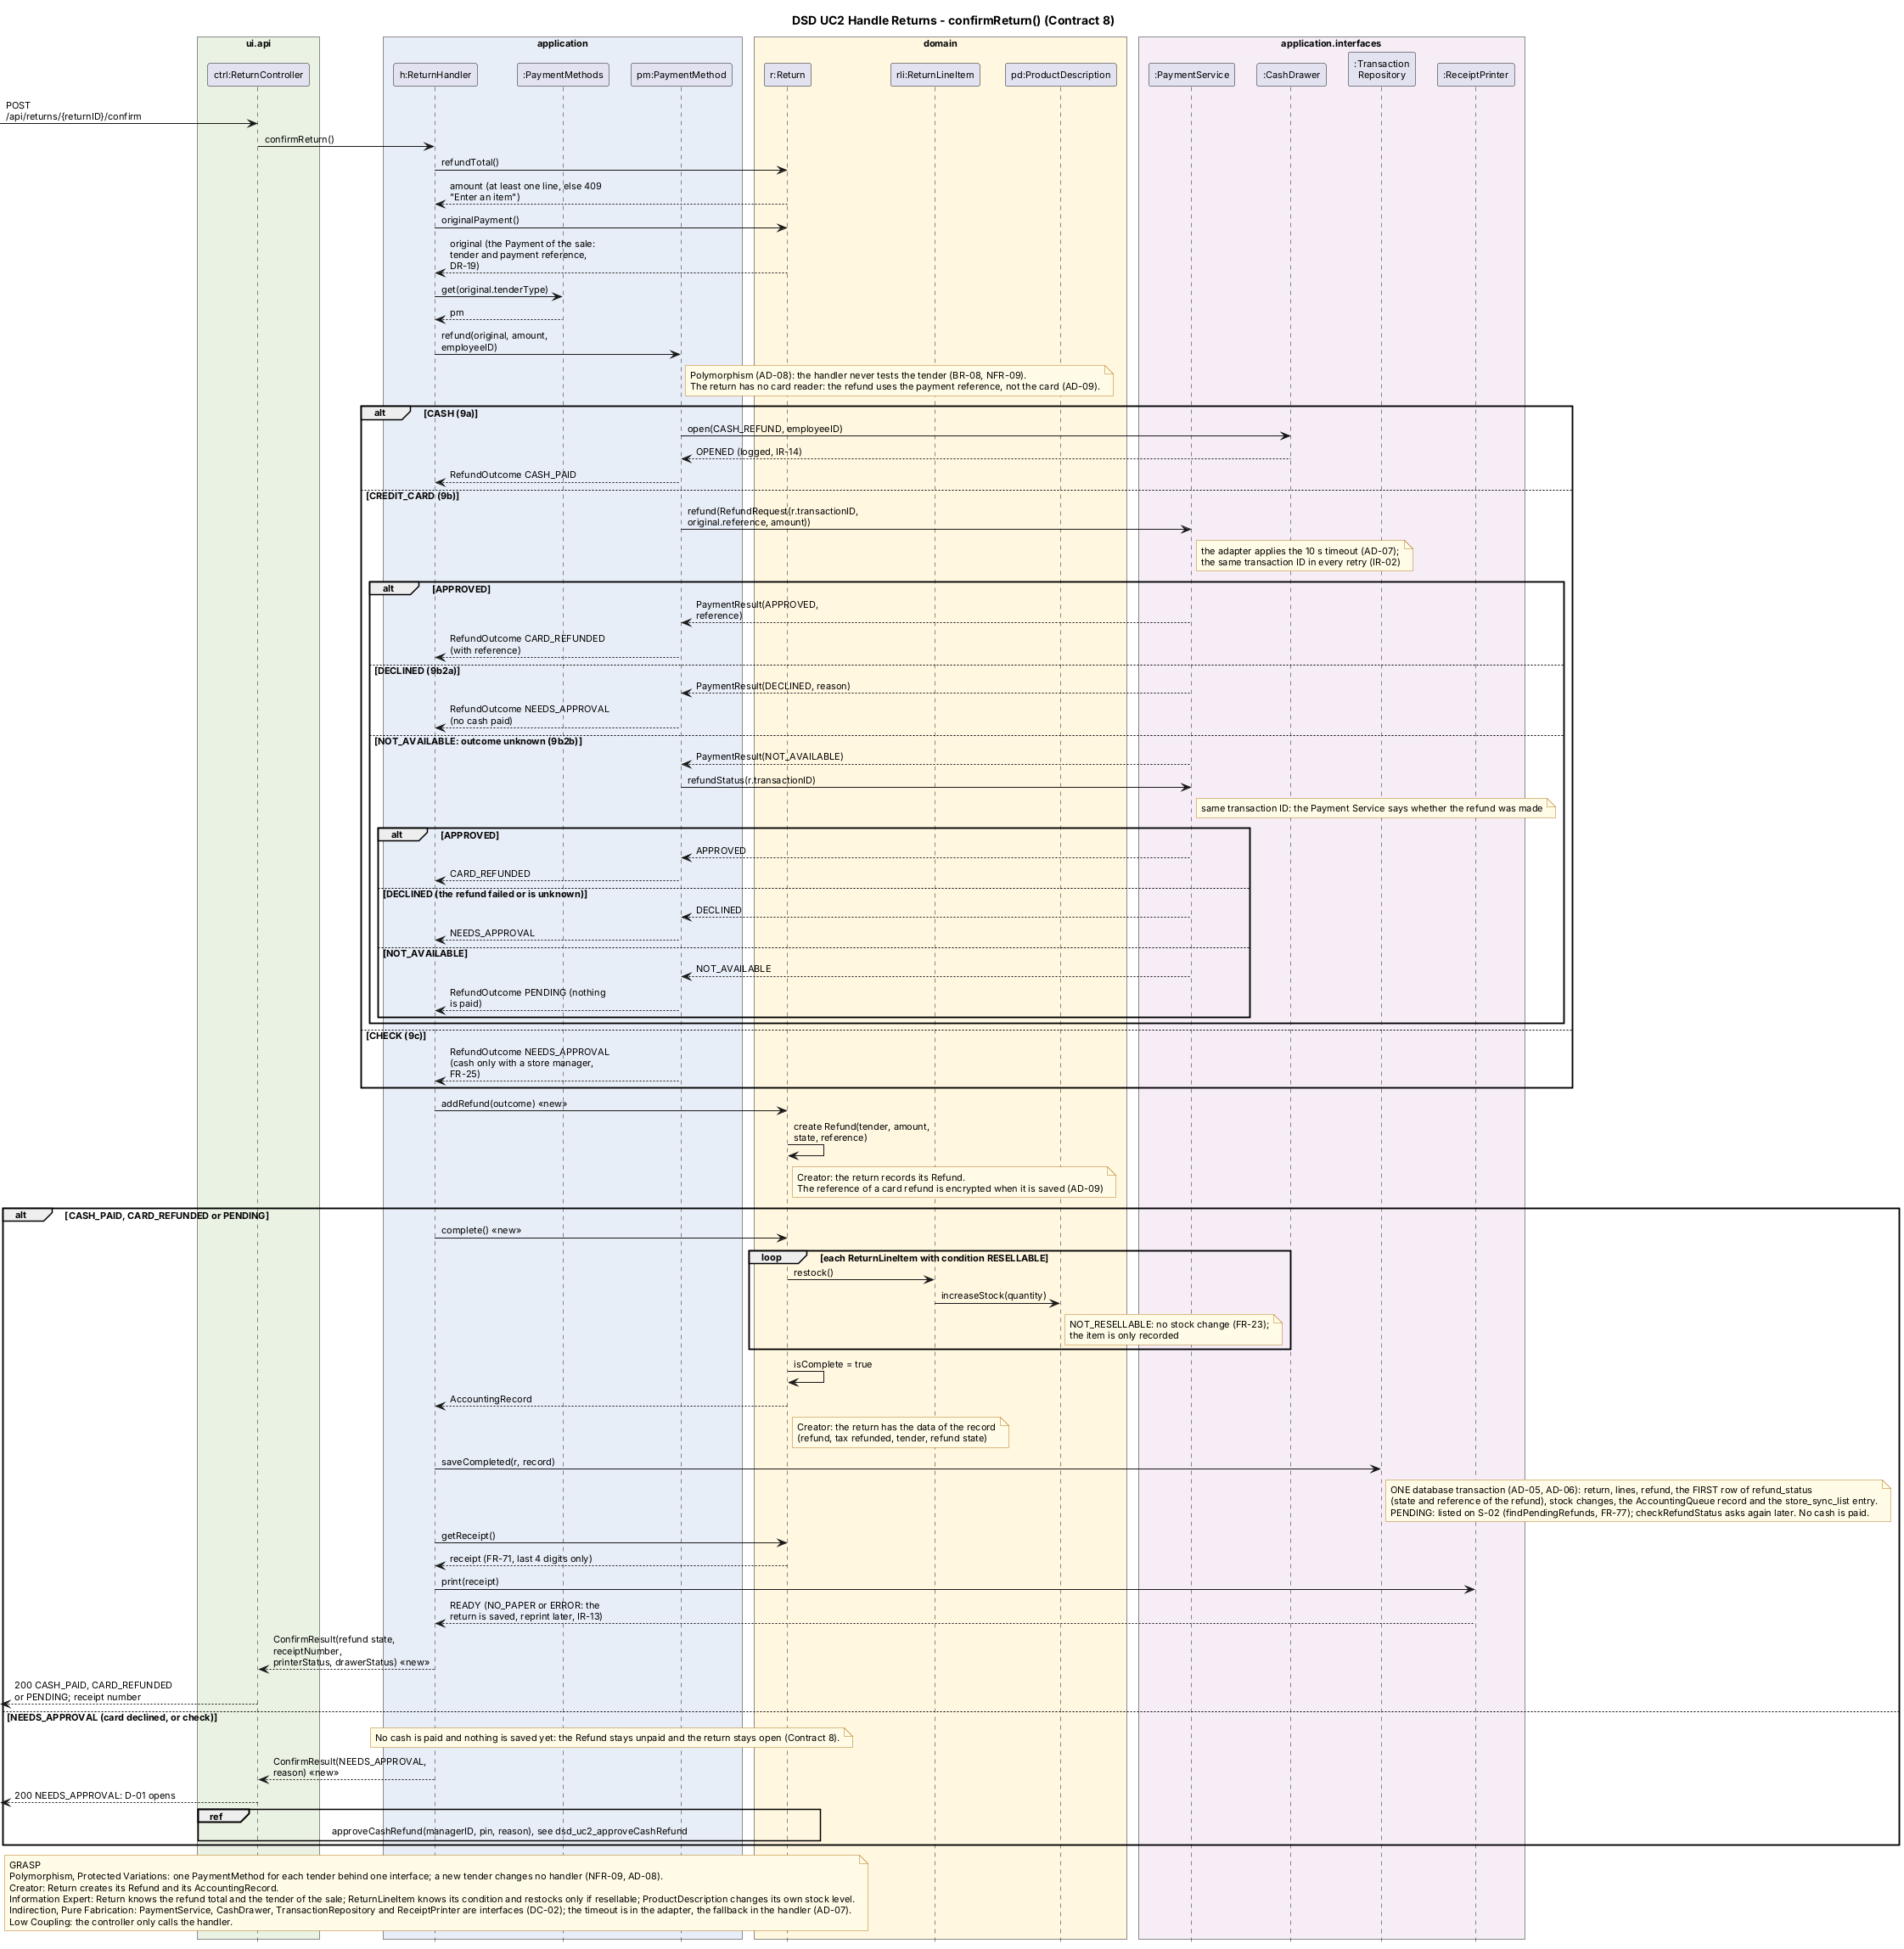 DSD UC2 Handle Returns - confirmReturn() (Contract 8)
ui.api
application
domain
application.interfaces
ctrl:ReturnController
h:ReturnHandler
:PaymentMethods
pm:PaymentMethod
r:Return
rli:ReturnLineItem
pd:ProductDescription
:PaymentService
:CashDrawer
:Transaction
Repository
:ReceiptPrinter
POST
/api/returns/{returnID}/confirm
confirmReturn()
refundTotal()
amount (at least one line, else 409
"Enter an item")
originalPayment()
original (the Payment of the sale:
tender and payment reference,
DR-19)
get(original.tenderType)
pm
refund(original, amount,
employeeID)
Polymorphism (AD-08): the handler never tests the tender (BR-08, NFR-09).
The return has no card reader: the refund uses the payment reference, not the card (AD-09).
alt [CASH (9a)]
open(CASH_REFUND, employeeID)
OPENED (logged, IR-14)
RefundOutcome CASH_PAID
[CREDIT_CARD (9b)]
refund(RefundRequest(r.transactionID,
original.reference, amount))
the adapter applies the 10 s timeout (AD-07);
the same transaction ID in every retry (IR-02)
alt [APPROVED]
PaymentResult(APPROVED,
reference)
RefundOutcome CARD_REFUNDED
(with reference)
[DECLINED (9b2a)]
PaymentResult(DECLINED, reason)
RefundOutcome NEEDS_APPROVAL
(no cash paid)
[NOT_AVAILABLE: outcome unknown (9b2b)]
PaymentResult(NOT_AVAILABLE)
refundStatus(r.transactionID)
same transaction ID: the Payment Service says whether the refund was made
alt [APPROVED]
APPROVED
CARD_REFUNDED
[DECLINED (the refund failed or is unknown)]
DECLINED
NEEDS_APPROVAL
[NOT_AVAILABLE]
NOT_AVAILABLE
RefundOutcome PENDING (nothing
is paid)
[CHECK (9c)]
RefundOutcome NEEDS_APPROVAL
(cash only with a store manager,
FR-25)
addRefund(outcome) «new»
create Refund(tender, amount,
state, reference)
Creator: the return records its Refund.
The reference of a card refund is encrypted when it is saved (AD-09)
alt [CASH_PAID, CARD_REFUNDED or PENDING]
complete() «new»
loop [each ReturnLineItem with condition RESELLABLE]
restock()
increaseStock(quantity)
NOT_RESELLABLE: no stock change (FR-23);
the item is only recorded
isComplete = true
AccountingRecord
Creator: the return has the data of the record
(refund, tax refunded, tender, refund state)
saveCompleted(r, record)
ONE database transaction (AD-05, AD-06): return, lines, refund, the FIRST row of refund_status
(state and reference of the refund), stock changes, the AccountingQueue record and the store_sync_list entry.
PENDING: listed on S-02 (findPendingRefunds, FR-77); checkRefundStatus asks again later. No cash is paid.
getReceipt()
receipt (FR-71, last 4 digits only)
print(receipt)
READY (NO_PAPER or ERROR: the
return is saved, reprint later, IR-13)
ConfirmResult(refund state,
receiptNumber,
printerStatus, drawerStatus) «new»
200 CASH_PAID, CARD_REFUNDED
or PENDING; receipt number
[NEEDS_APPROVAL (card declined, or check)]
No cash is paid and nothing is saved yet: the Refund stays unpaid and the return stays open (Contract 8).
ConfirmResult(NEEDS_APPROVAL,
reason) «new»
200 NEEDS_APPROVAL: D-01 opens
ref
approveCashRefund(managerID, pin, reason), see dsd_uc2_approveCashRefund
GRASP
Polymorphism, Protected Variations: one PaymentMethod for each tender behind one interface; a new tender changes no handler (NFR-09, AD-08).
Creator: Return creates its Refund and its AccountingRecord.
Information Expert: Return knows the refund total and the tender of the sale; ReturnLineItem knows its condition and restocks only if resellable; ProductDescription changes its own stock level.
Indirection, Pure Fabrication: PaymentService, CashDrawer, TransactionRepository and ReceiptPrinter are interfaces (DC-02); the timeout is in the adapter, the fallback in the handler (AD-07).
Low Coupling: the controller only calls the handler.